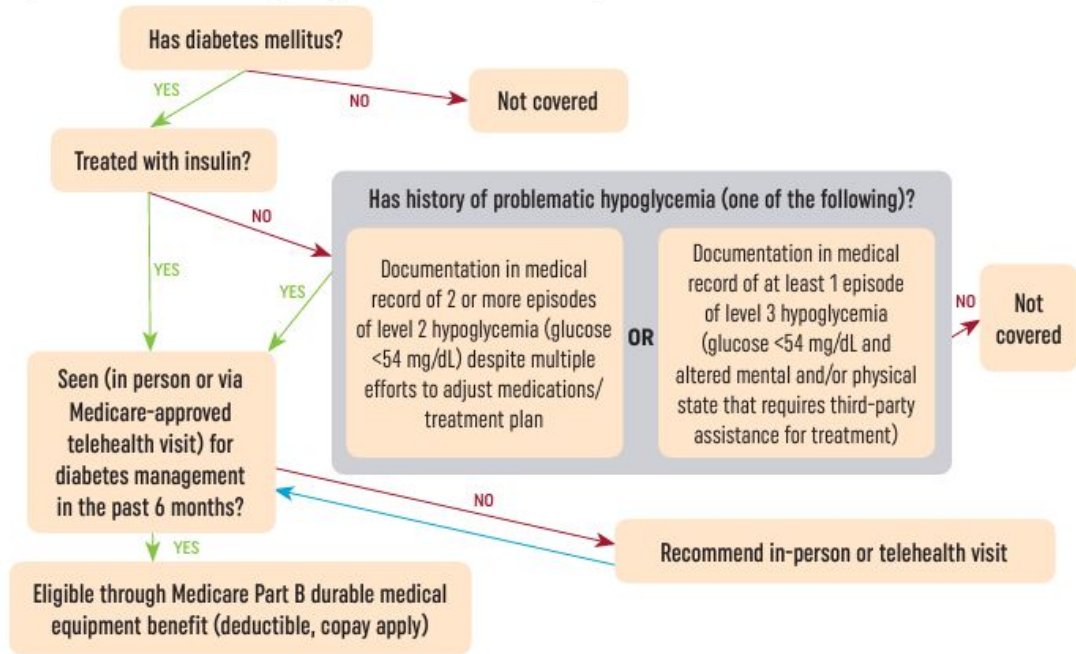 Has diabetes mellitus?
YES
NO
Not covered
Treated with insulin?
NO
YES
Has history of problematic hypoglycemia (one of the following)?
Documentation in medical
record of 2 or more episodes
of level 2 hypoglycemia (glucose
<54 mg/dL) despite multiple
efforts to adjust medications/
treatment plan
OR
Documentation in medical
record of at least 1 episode
of level 3 hypoglycemia
(glucose <54 mg/dL and
altered mental and/or physical
state that requires third-party
assistance for treatment)
YES
NO
Not
covered
Seen (in person or via
Medicare-approved
telehealth visit) for
diabetes management
in the past 6 months?
NO
Recommend in-person or telehealth visit
YES
Eligible through Medicare Part B durable medical
equipment benefit (deductible, copay apply)